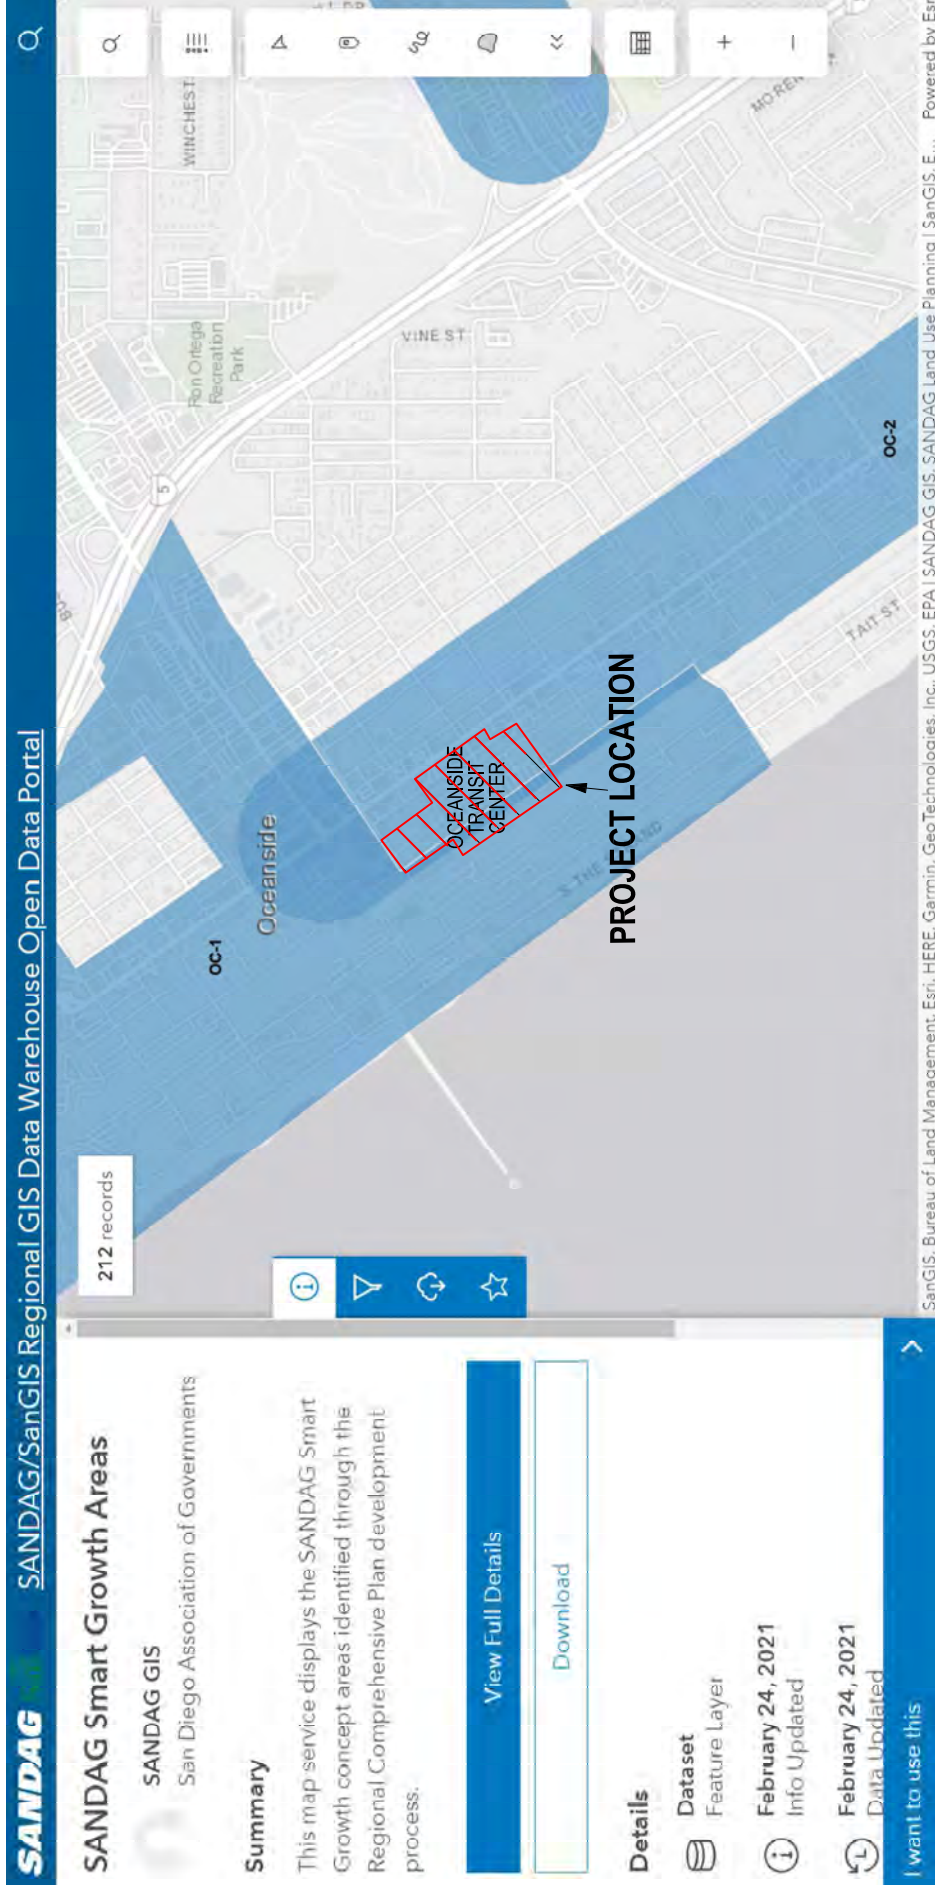 SANDAG
SANDAG/SanGIS Regional GIS Data Warehouse Open Data Portal
SANDAG Smart Growth Areas
SANDAG GIS
San Diego Association of Governments
Summary
This map service displays the SANDAG Smart
Growth concept areas identified through the
Regional Comprehensive Plan development
process.
View Full Details
Download
Details
Dataset
Feature Layer
February 24, 2021
Info Updated
February 24, 2021
Data Updated
I want to use this
212 records
OC-1
Oceanside
OCEANSIDE
TRANSIT
CENTER
PROJECT LOCATION
5
Ron Ortega
Recreation
Park
WINCHEST
VINE ST
TAIT ST
OC-2
SanGIS, Bureau of Land Management, Esri, HERE, Garmin, GeoTechnologies, Inc., USGS, EPA | SANDAG GIS, SANDAG Land Use Planning | SanGIS, E... Powered by Esri